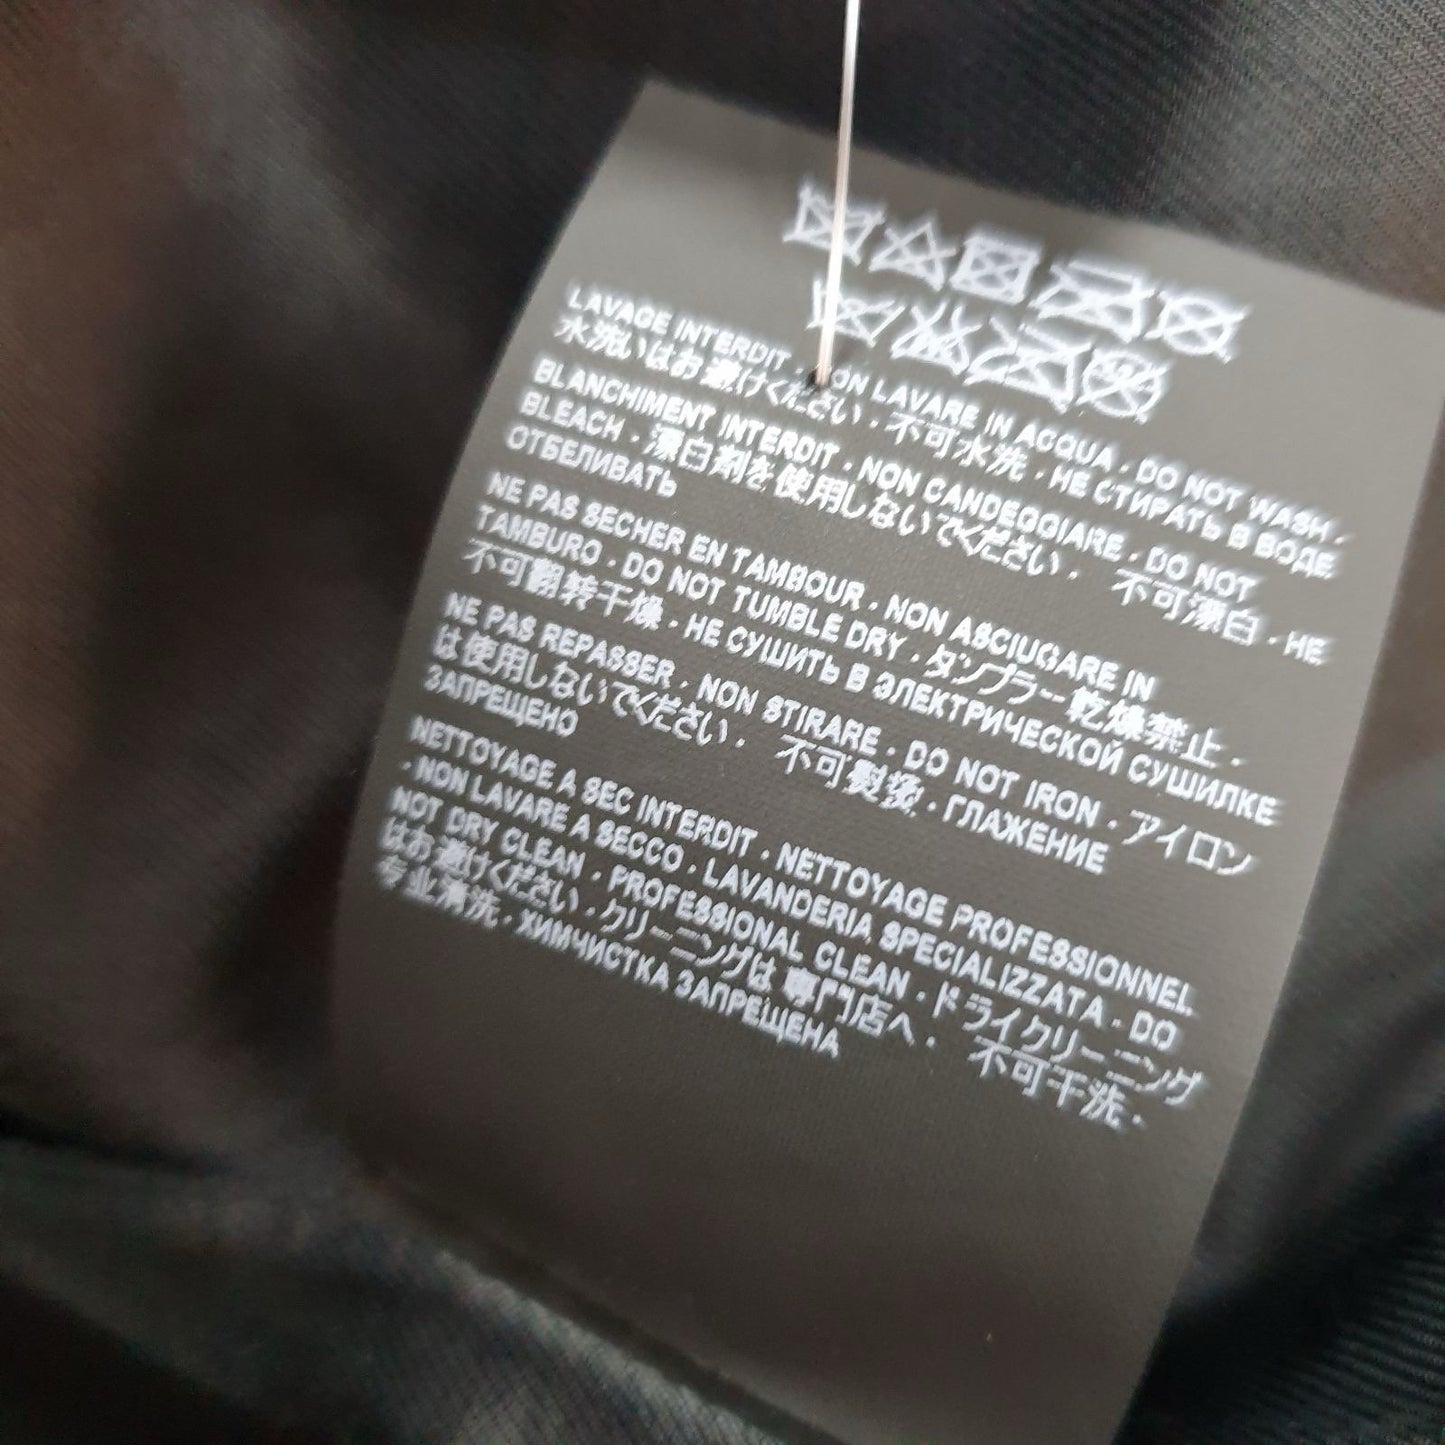 LAVAGE INTERDIT · NON LAVARE IN ACQUA · DO NOT WASH ·
水洗いはお避けください · 不可水洗 · НЕ СТИРАТЬ В ВОДЕ
BLANCHIMENT INTERDIT · NON CANDEGGIARE · DO NOT
BLEACH ·漂白剤を使用しないでください · 不可漂白 · НЕ
ОТБЕЛИВАТЬ
NE PAS SECHER EN TAMBOUR · NON ASCIUGARE IN
TAMBURO · DO NOT TUMBLE DRY · タンブラー乾燥禁止 ·
不可翻转干燥 · НЕ СУШИТЬ В ЭЛЕКТРИЧЕСКОЙ СУШИЛКЕ
NE PAS REPASSER · NON STIRARE · DO NOT IRON · アイロン
は使用しないでください · 不可熨烫 · ГЛАЖЕНИЕ
ЗАПРЕЩЕНО
NETTOYAGE A SEC INTERDIT · NETTOYAGE PROFESSIONNEL
· NON LAVARE A SECCO · LAVANDERIA SPECIALIZZATA · DO
NOT DRY CLEAN · PROFESSIONAL CLEAN · ドライクリーニング
はお避けください · クリーニングは専門店へ · 不可干洗 ·
专业清洗 · ХИМЧИСТКА ЗАПРЕЩЕНА